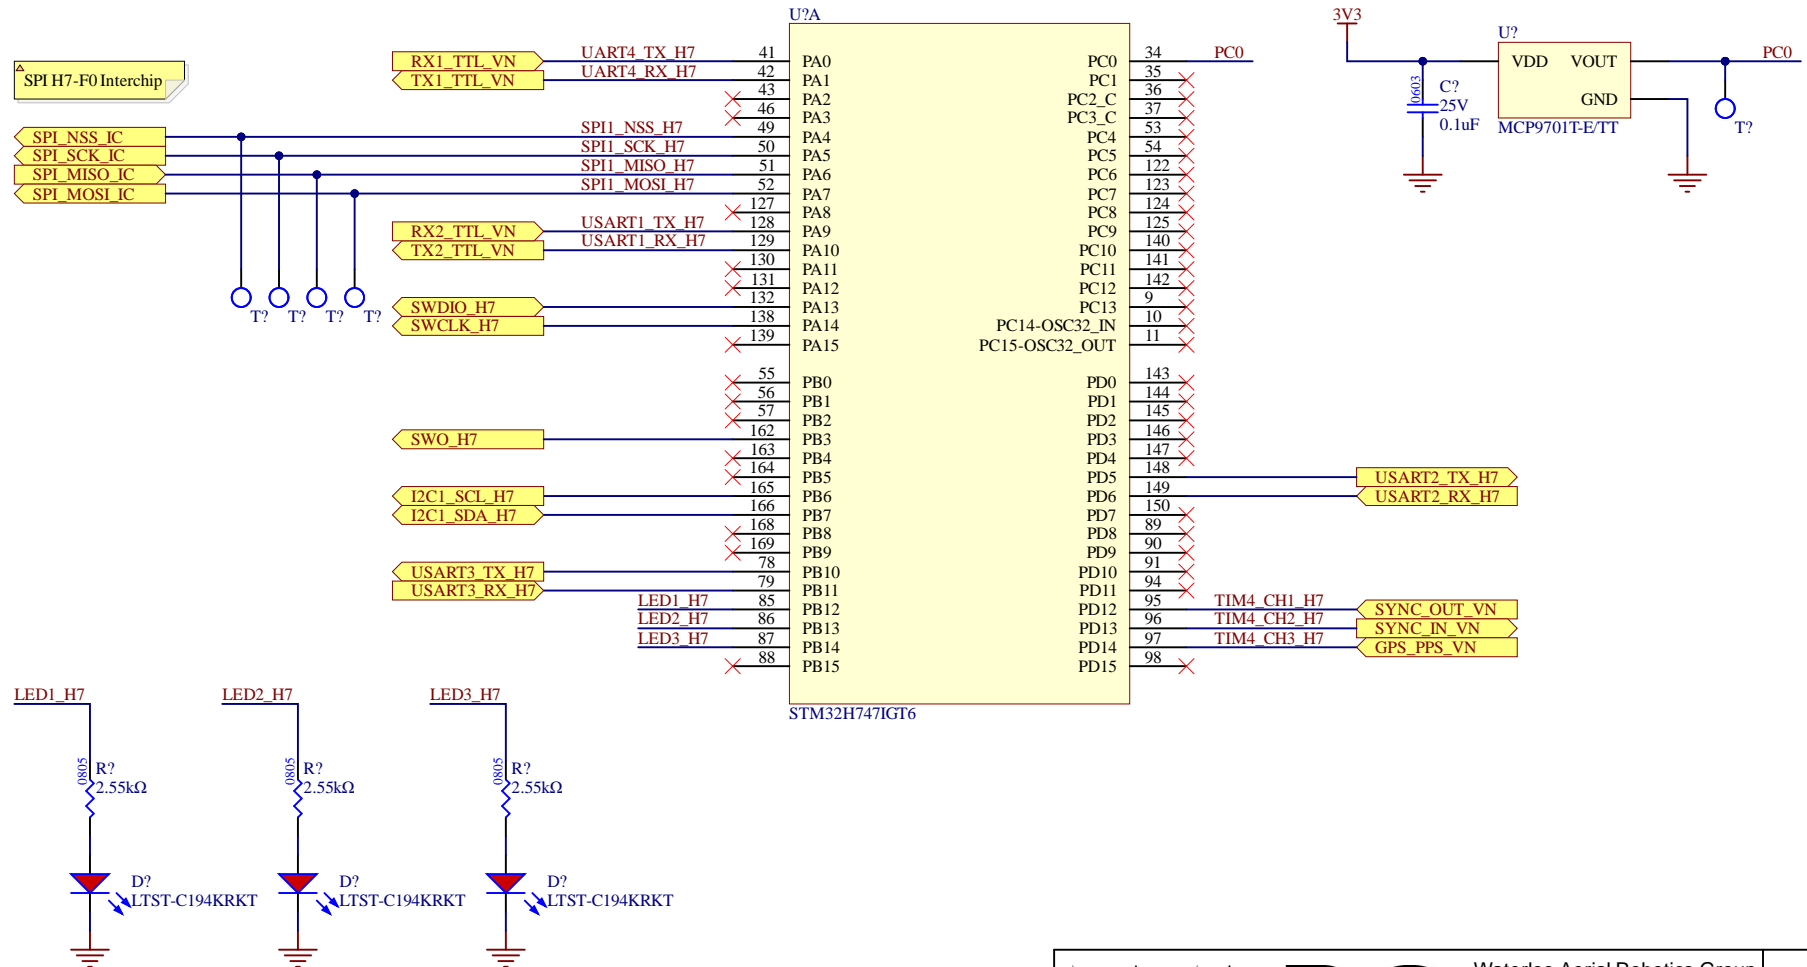 SPI H7-F0 Interchip
SPI_NSS_IC
SPI_SCK_IC
SPI_MISO_IC
SPI_MOSI_IC
T?
T?
T?
T?
RX1_TTL_VN
TX1_TTL_VN
RX2_TTL_VN
TX2_TTL_VN
SWDIO_H7
SWCLK_H7
SWO_H7
I2C1_SCL_H7
I2C1_SDA_H7
USART3_TX_H7
USART3_RX_H7
UART4_TX_H7
UART4_RX_H7
SPI1_NSS_H7
SPI1_SCK_H7
SPI1_MISO_H7
SPI1_MOSI_H7
USART1_TX_H7
USART1_RX_H7
LED1_H7
LED2_H7
LED3_H7
U?A
41 PA0
42 PA1
43 PA2
46 PA3
49 PA4
50 PA5
51 PA6
52 PA7
127 PA8
128 PA9
129 PA10
130 PA11
131 PA12
132 PA13
138 PA14
139 PA15
55 PB0
56 PB1
57 PB2
162 PB3
163 PB4
164 PB5
165 PB6
166 PB7
168 PB8
169 PB9
78 PB10
79 PB11
85 PB12
86 PB13
87 PB14
88 PB15
PC0 34
PC1 35
PC2_C 36
PC3_C 37
PC4 53
PC5 54
PC6 122
PC7 123
PC8 124
PC9 125
PC10 140
PC11 141
PC12 142
PC13 9
PC14-OSC32_IN 10
PC15-OSC32_OUT 11
PD0 143
PD1 144
PD2 145
PD3 146
PD4 147
PD5 148
PD6 149
PD7 150
PD8 89
PD9 90
PD10 91
PD11 94
PD12 95
PD13 96
PD14 97
PD15 98
STM32H747IGT6
PC0
USART2_TX_H7
USART2_RX_H7
TIM4_CH1_H7
TIM4_CH2_H7
TIM4_CH3_H7
SYNC_OUT_VN
SYNC_IN_VN
GPS_PPS_VN
3V3
0603
C?
25V
0.1uF
U?
VDD VOUT
GND
MCP9701T-E/TT
PC0
T?
LED1_H7
0805
R?
2.55kΩ
D?
LTST-C194KRKT
LED2_H7
0805
R?
2.55kΩ
D?
LTST-C194KRKT
LED3_H7
0805
R?
2.55kΩ
D?
LTST-C194KRKT
Waterloo Aerial Robotics Group